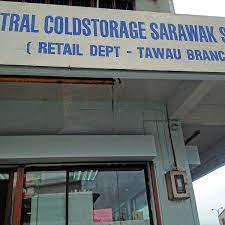 TRAL COLDSTORAGE SARAWAK S
( RETAIL DEPT - TAWAU BRANC